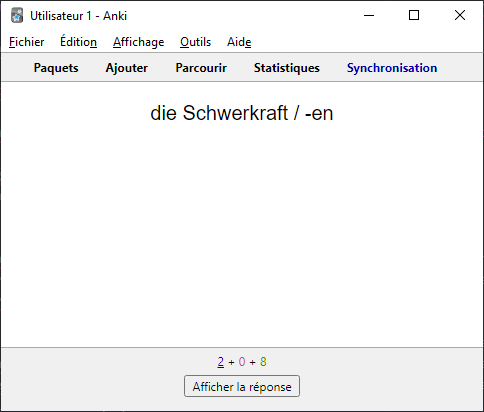 Utilisateur 1 - Anki
Fichier Édition Affichage Outils Aide
Paquets Ajouter Parcourir Statistiques Synchronisation
die Schwerkraft / -en
2 + 0 + 8
Afficher la réponse